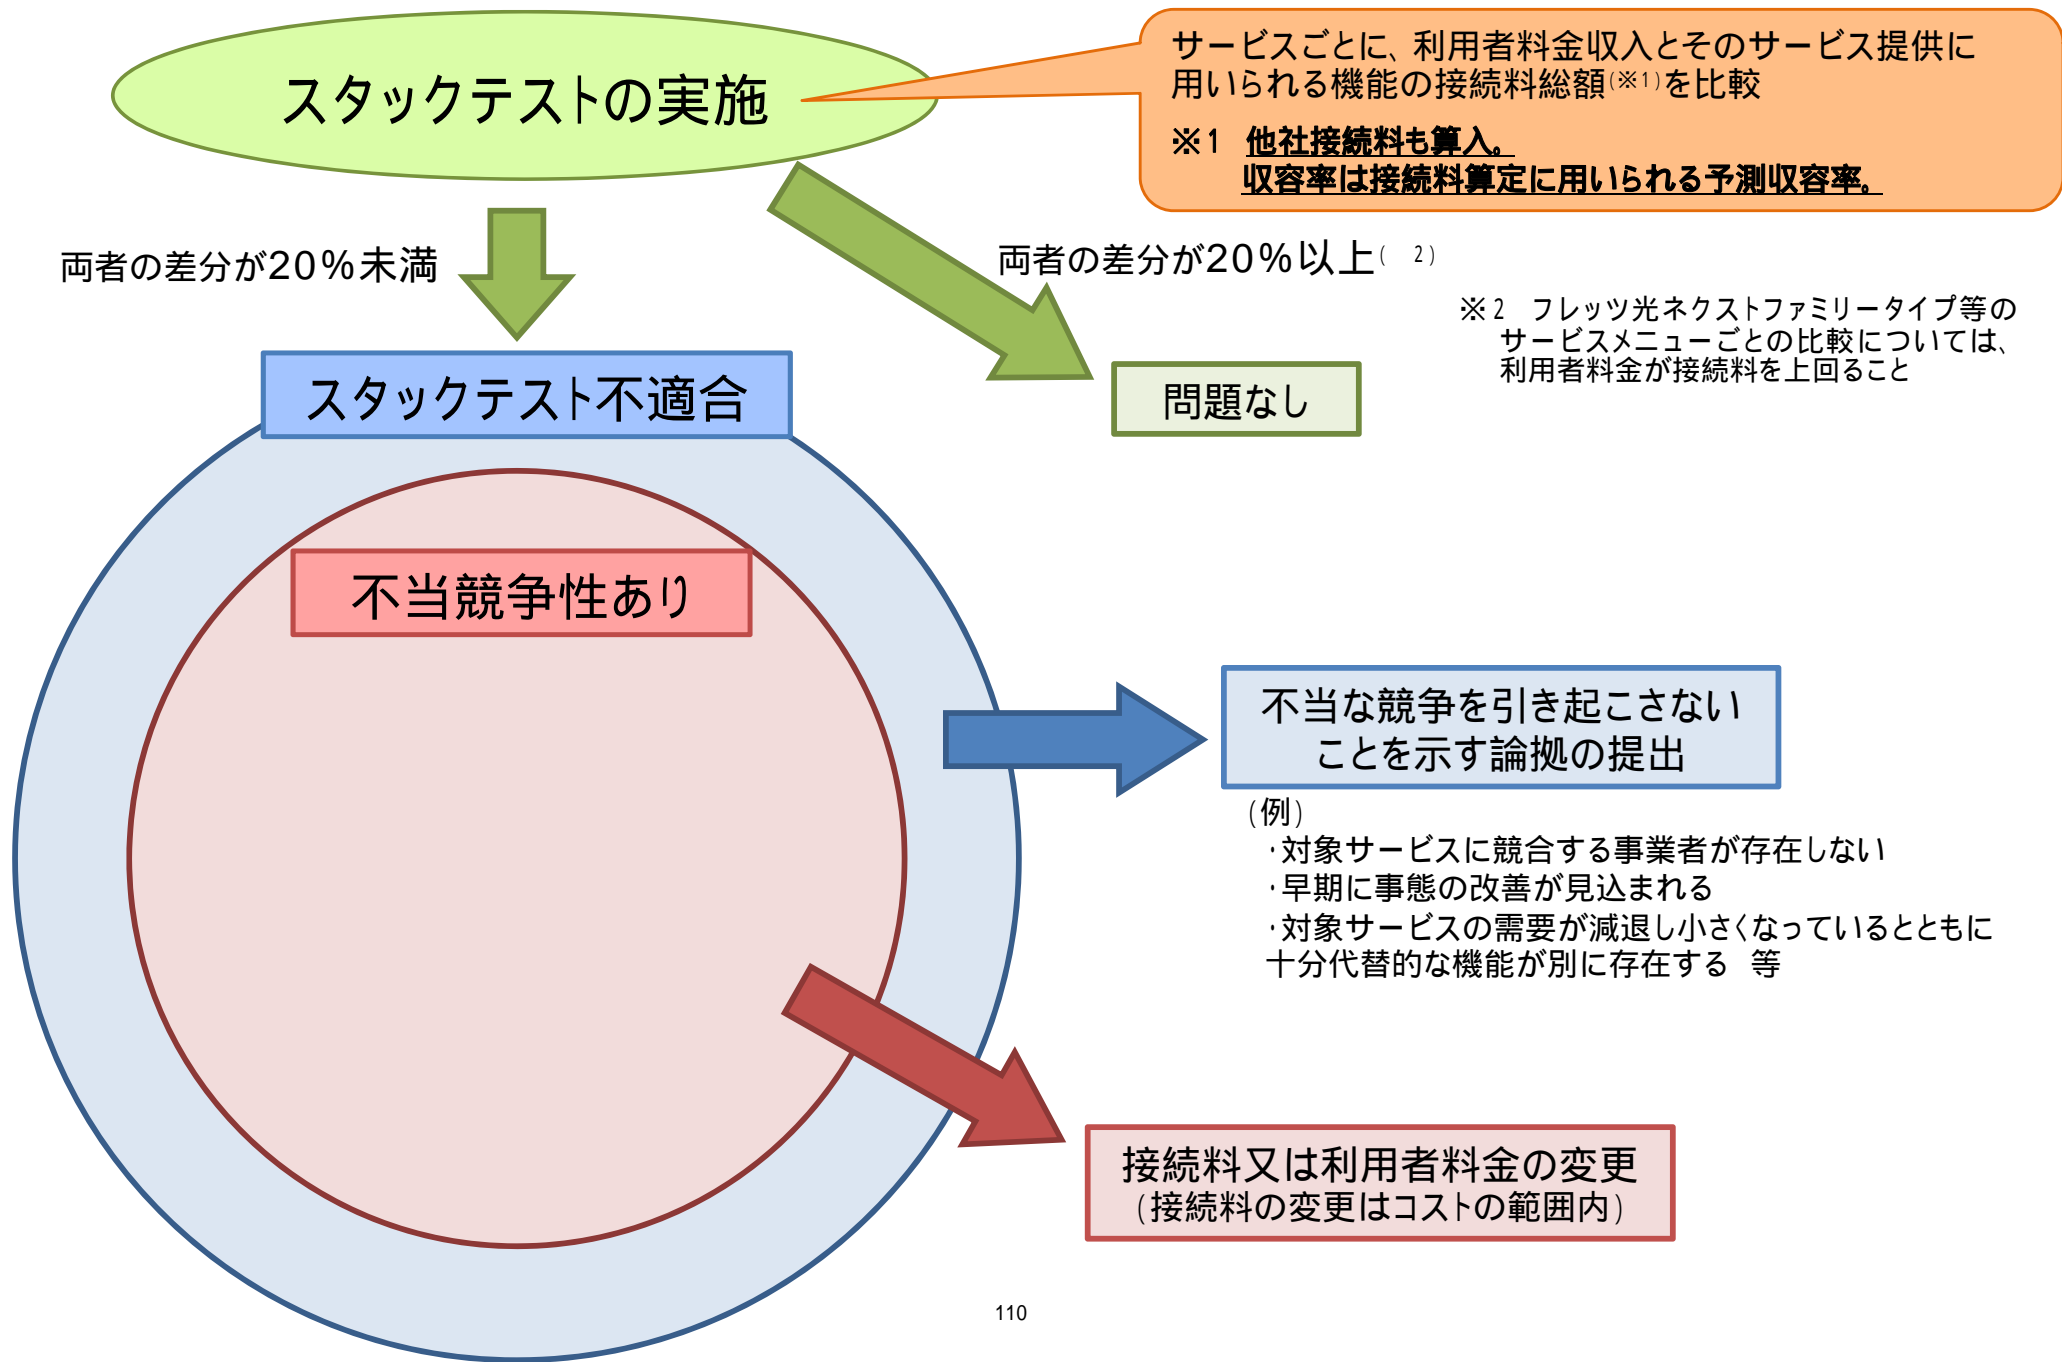 スタックテストの実施
サービスごとに、利用者料金収入とそのサービス提供に
用いられる機能の接続料総額(※1)を比較
※1 他社接続料も算入。
収容率は接続料算定に用いられる予測収容率。
両者の差分が20%未満
両者の差分が20%以上( 2)
※2 フレッツ光ネクストファミリータイプ等の
サービスメニューごとの比較については、
利用者料金が接続料を上回ること
スタックテスト不適合
問題なし
不当競争性あり
不当な競争を引き起こさない
ことを示す論拠の提出
(例)
・対象サービスに競合する事業者が存在しない
・早期に事態の改善が見込まれる
・対象サービスの需要が減退し小さくなっているとともに
十分代替的な機能が別に存在する 等
接続料又は利用者料金の変更
(接続料の変更はコストの範囲内)
110